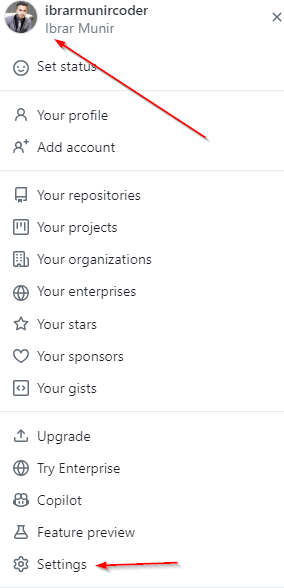 ibrarmunircoder
Ibrar Munir
Set status
Your profile
Add account
Your repositories
Your projects
Your organizations
Your enterprises
Your stars
Your sponsors
Your gists
Upgrade
Try Enterprise
Copilot
Feature preview
Settings